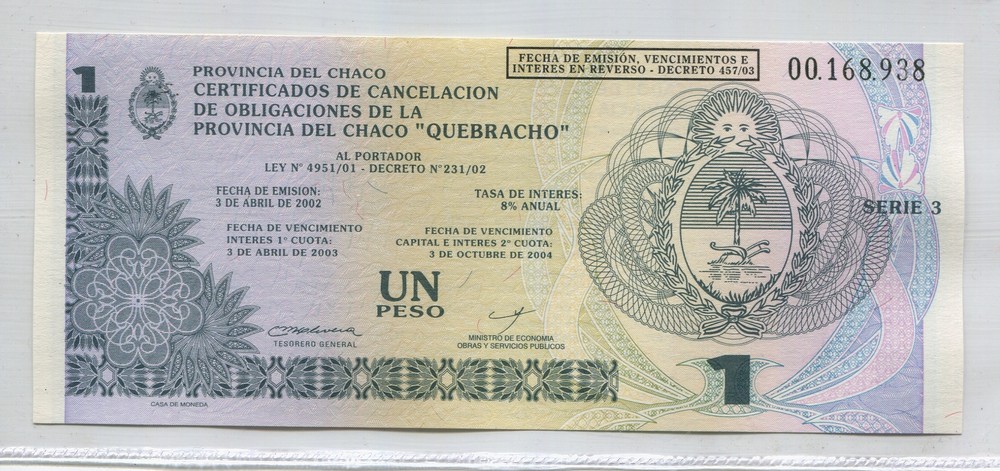 1
PROVINCIA DEL CHACO
CERTIFICADOS DE CANCELACION
DE OBLIGACIONES DE LA
PROVINCIA DEL CHACO "QUEBRACHO"
FECHA DE EMISIÓN, VENCIMIENTOS E
INTERES EN REVERSO - DECRETO 457/03
00.168.938
AL PORTADOR
LEY N° 4951/01 - DECRETO N°231/02
FECHA DE EMISION:
3 DE ABRIL DE 2002
TASA DE INTERES:
8% ANUAL
SERIE 3
FECHA DE VENCIMIENTO
INTERES 1° CUOTA:
3 DE ABRIL DE 2003
FECHA DE VENCIMIENTO
CAPITAL E INTERES 2° CUOTA:
3 DE OCTUBRE DE 2004
UN
PESO
TESORERO GENERAL
MINISTRO DE ECONOMIA
OBRAS Y SERVICIOS PUBLICOS
1
CASA DE MONEDA